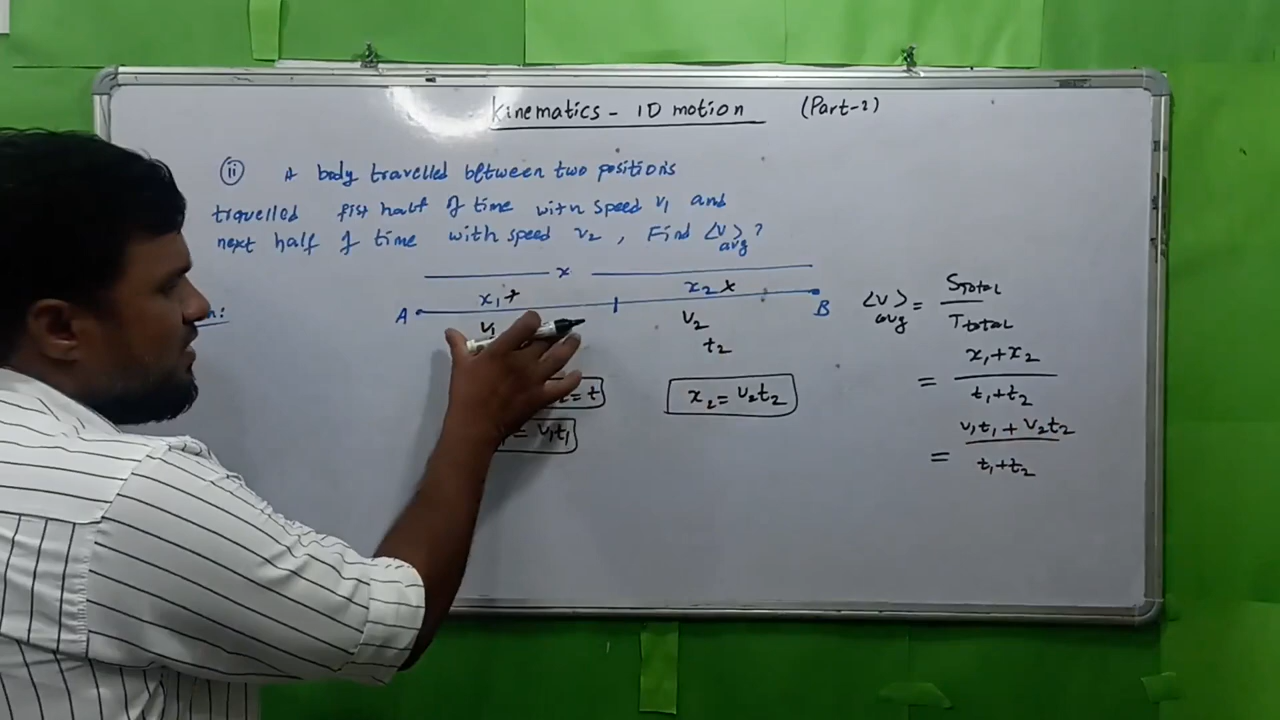 Kinematics - 1D motion (Part-2)
(ii) A body travelled between two positions
travelled fist half of time with speed v₁ and
next half of time with speed v₂, Find <v>avg?
x
x₁ x₂
A B
v₁ v₂
t₂
= t
x₂ = v₂t₂
= v₁t₁
<v>avg = STotal / Ttotal
= x₁+x₂ / t₁+t₂
= v₁t₁ + v₂t₂ / t₁+t₂